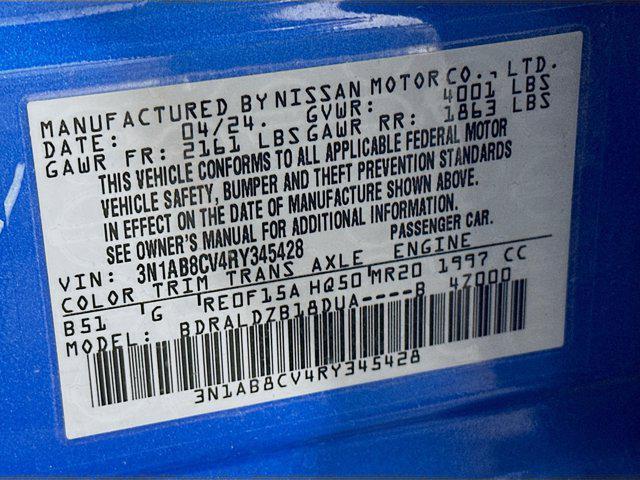 MANUFACTURED BY NISSAN MOTOR CO., LTD.
DATE: 04/24. GVWR: 4001 LBS
GAWR FR: 2161 LBS GAWR RR: 1863 LBS
THIS VEHICLE CONFORMS TO ALL APPLICABLE FEDERAL MOTOR
VEHICLE SAFETY, BUMPER AND THEFT PREVENTION STANDARDS
IN EFFECT ON THE DATE OF MANUFACTURE SHOWN ABOVE.
SEE OWNER'S MANUAL FOR ADDITIONAL INFORMATION.
VIN: 3N1AB8CV4RY345428 PASSENGER CAR.
COLOR TRIM TRANS AXLE ENGINE
B51 G RE0F15A HQ50 MR20 1997 CC
MODEL: BDRALDZB18DUA----B 47000
3N1AB8CV4RY345428